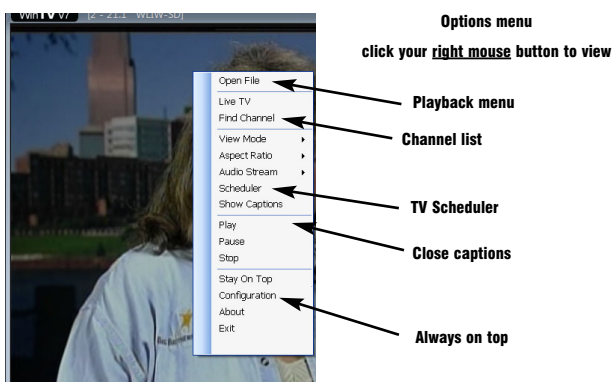 WinTV v7 [2 - 21.1 WLIW-SD]
Options menu
click your right mouse button to view
Open File
Live TV
Find Channel
View Mode
Aspect Ratio
Audio Stream
Scheduler
Show Captions
Play
Pause
Stop
Stay On Top
Configuration
About
Exit
Playback menu
Channel list
TV Scheduler
Close captions
Always on top